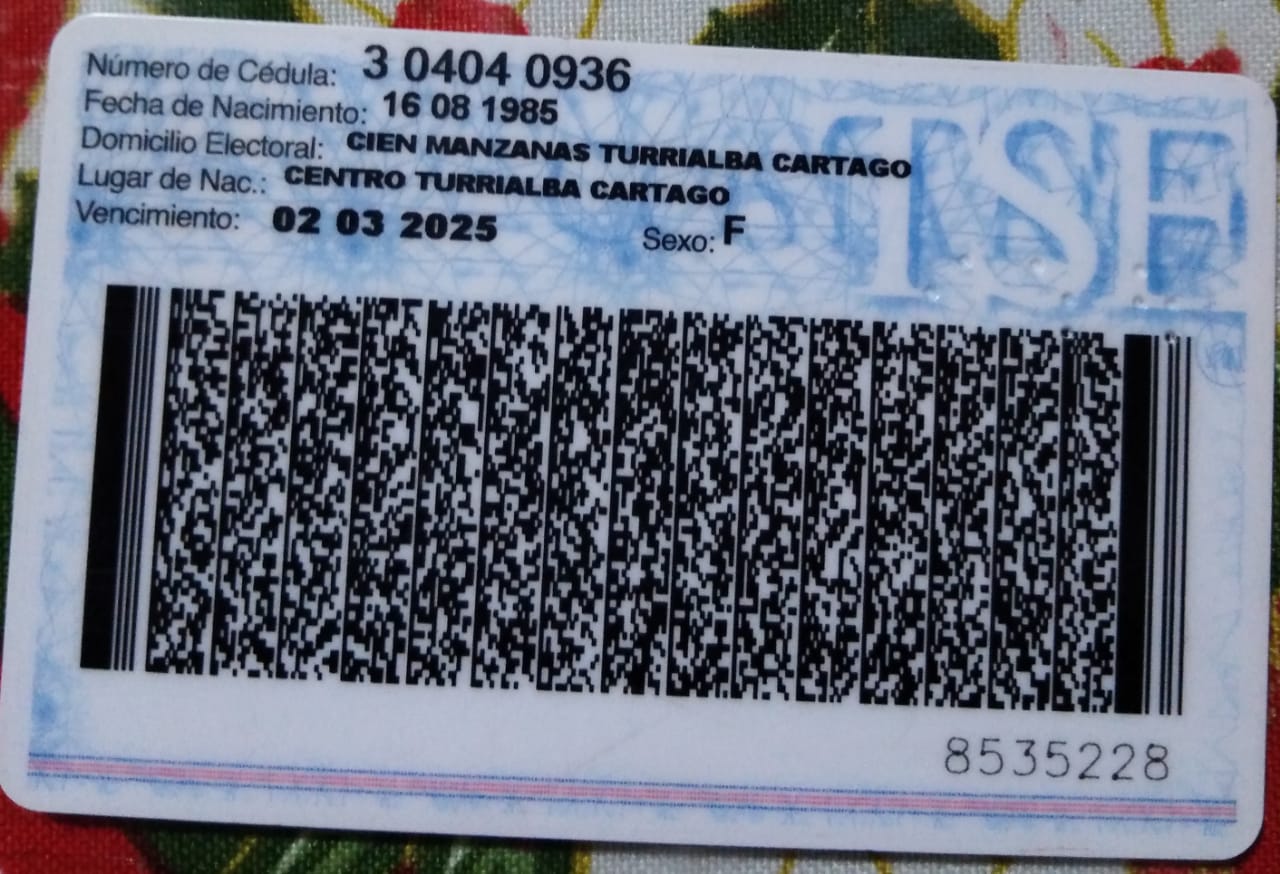 Número de Cédula: 3 0404 0936
Fecha de Nacimiento: 16 08 1985
Domicilio Electoral: CIEN MANZANAS TURRIALBA CARTAGO
Lugar de Nac.: CENTRO TURRIALBA CARTAGO
Vencimiento: 02 03 2025 Sexo: F
TSE
8535228